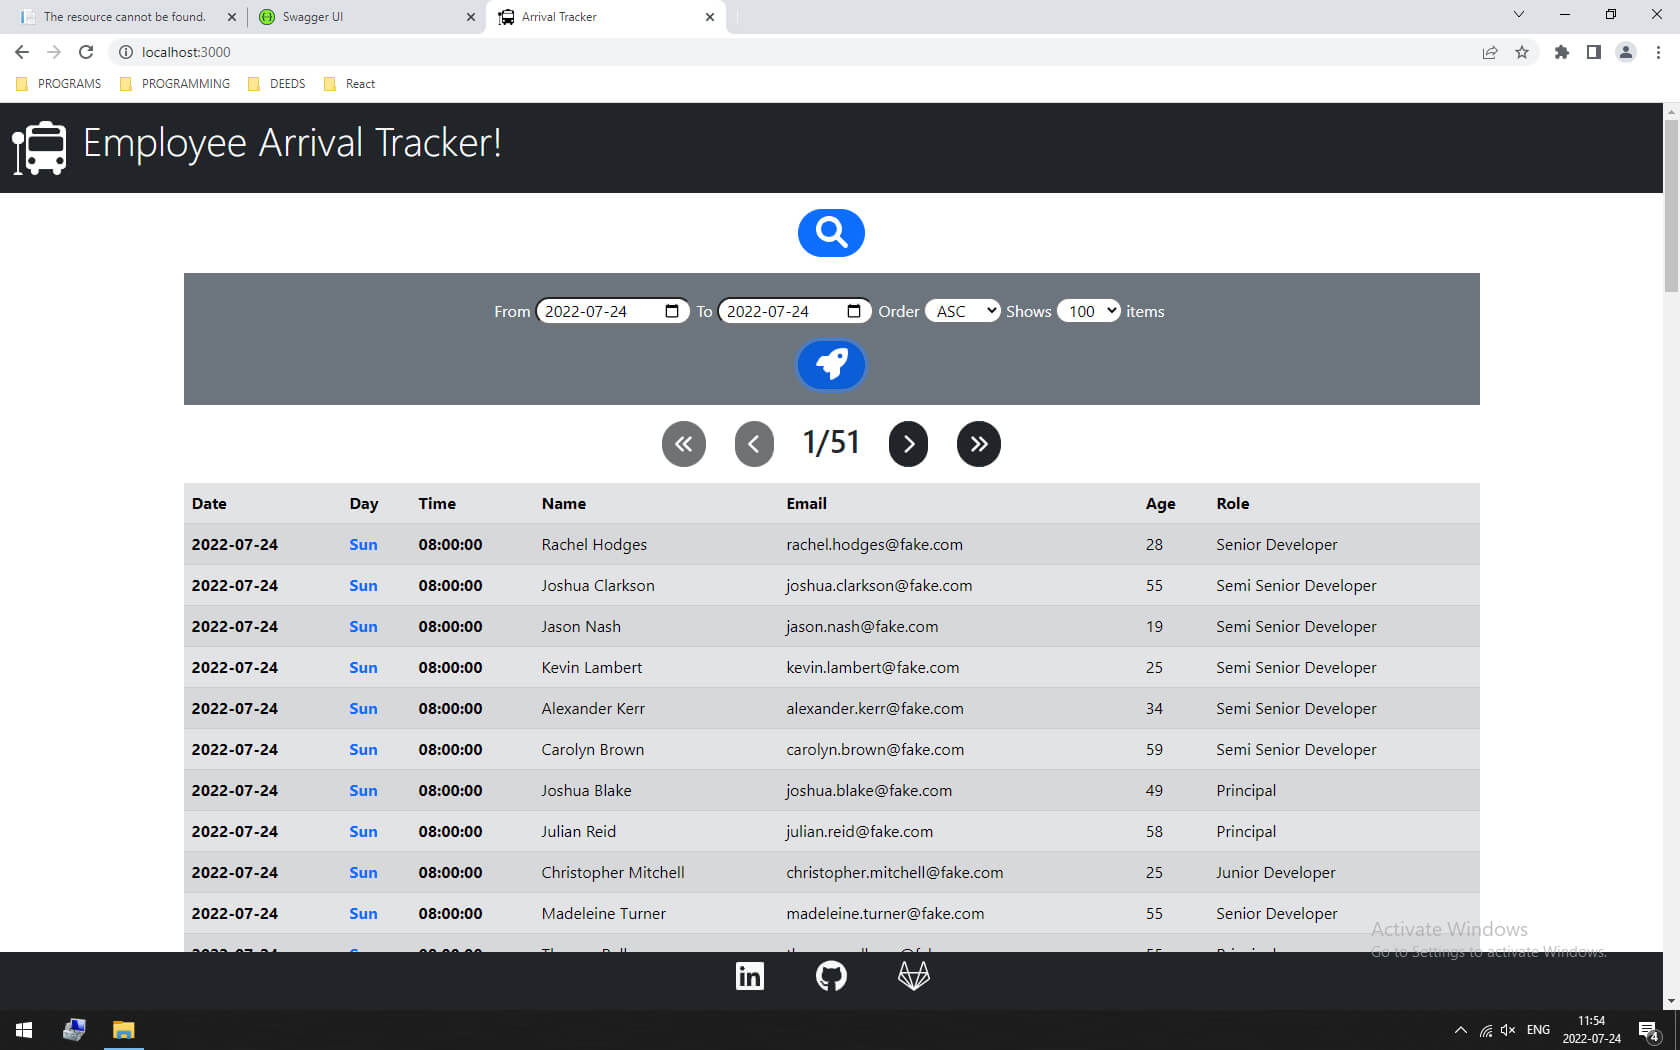 The resource cannot be found.
Swagger UI
Arrival Tracker
localhost:3000
PROGRAMS PROGRAMMING DEEDS React
Employee Arrival Tracker!
From 2022-07-24 To 2022-07-24 Order ASC Shows 100 items
1/51
Date Day Time Name Email Age Role
2022-07-24 Sun 08:00:00 Rachel Hodges rachel.hodges@fake.com 28 Senior Developer
2022-07-24 Sun 08:00:00 Joshua Clarkson joshua.clarkson@fake.com 55 Semi Senior Developer
2022-07-24 Sun 08:00:00 Jason Nash jason.nash@fake.com 19 Semi Senior Developer
2022-07-24 Sun 08:00:00 Kevin Lambert kevin.lambert@fake.com 25 Semi Senior Developer
2022-07-24 Sun 08:00:00 Alexander Kerr alexander.kerr@fake.com 34 Semi Senior Developer
2022-07-24 Sun 08:00:00 Carolyn Brown carolyn.brown@fake.com 59 Semi Senior Developer
2022-07-24 Sun 08:00:00 Joshua Blake joshua.blake@fake.com 49 Principal
2022-07-24 Sun 08:00:00 Julian Reid julian.reid@fake.com 58 Principal
2022-07-24 Sun 08:00:00 Christopher Mitchell christopher.mitchell@fake.com 25 Junior Developer
2022-07-24 Sun 08:00:00 Madeleine Turner madeleine.turner@fake.com 55 Senior Developer
Activate Windows
Go to Settings to activate Windows.
in
ENG
11:54
2022-07-24
4